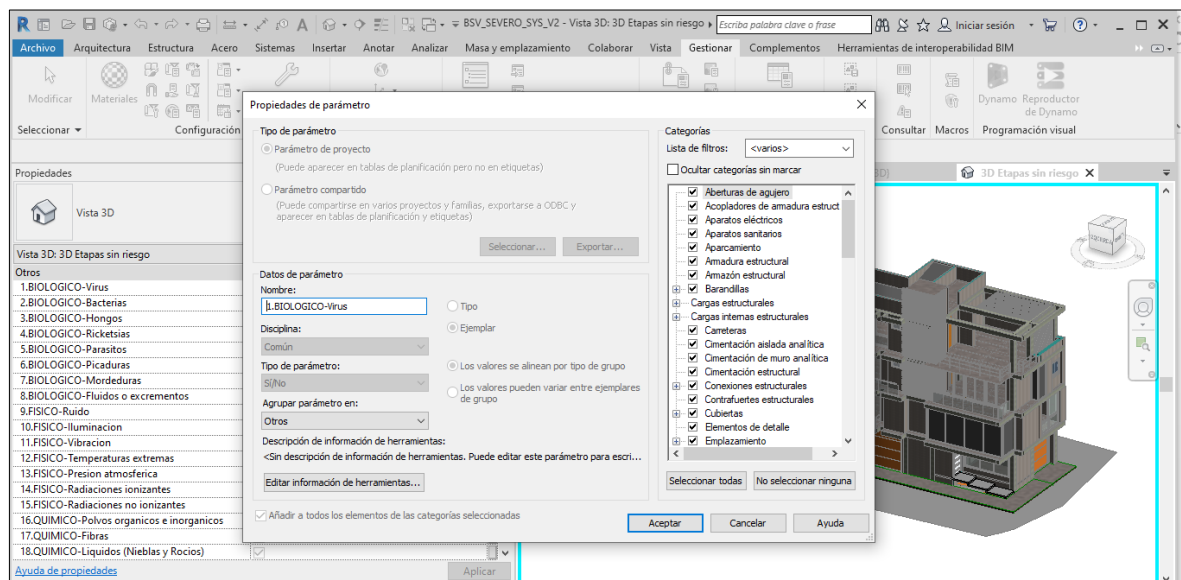 BSV_SEVERO_SYS_V2 - Vista 3D: 3D Etapas sin riesgo
Escriba palabra clave o frase
Iniciar sesión
Archivo Arquitectura Estructura Acero Sistemas Insertar Anotar Analizar Masa y emplazamiento Colaborar Vista Gestionar Complementos Herramientas de interoperabilidad BIM
Modificar
Materiales
Dynamo Reproductor
de Dynamo
Seleccionar
Configuración
Consultar Macros Programación visual
Propiedades
Vista 3D
Vista 3D: 3D Etapas sin riesgo
Otros
1.BIOLOGICO-Virus
2.BIOLOGICO-Bacterias
3.BIOLOGICO-Hongos
4.BIOLOGICO-Ricketsias
5.BIOLOGICO-Parasitos
6.BIOLOGICO-Picaduras
7.BIOLOGICO-Mordeduras
8.BIOLOGICO-Fluidos o excrementos
9.FISICO-Ruido
10.FISICO-Iluminacion
11.FISICO-Vibracion
12.FISICO-Temperaturas extremas
13.FISICO-Presion atmosferica
14.FISICO-Radiaciones ionizantes
15.FISICO-Radiaciones no ionizantes
16.QUIMICO-Polvos organicos e inorganicos
17.QUIMICO-Fibras
18.QUIMICO-Liquidos (Nieblas y Rocios)
Ayuda de propiedades
Aplicar
Propiedades de parámetro
Tipo de parámetro
Parámetro de proyecto
(Puede aparecer en tablas de planificación pero no en etiquetas)
Parámetro compartido
(Puede compartirse en varios proyectos y familias, exportarse a ODBC y
aparecer en tablas de planificación y etiquetas)
Seleccionar... Exportar...
Datos de parámetro
Nombre:
1.BIOLOGICO-Virus
Tipo
Disciplina:
Ejemplar
Común
Tipo de parámetro:
Los valores se alinean por tipo de grupo
Sí/No
Los valores pueden variar entre ejemplares
de grupo
Agrupar parámetro en:
Otros
Descripción de información de herramientas:
<Sin descripción de información de herramientas. Puede editar este parámetro para escri...
Editar información de herramientas...
Añadir a todos los elementos de las categorías seleccionadas
Categorías
Lista de filtros: <varios>
Ocultar categorías sin marcar
Aberturas de agujero
Acopladores de armadura estruct
Aparatos eléctricos
Aparatos sanitarios
Aparcamiento
Armadura estructural
Armazón estructural
Barandillas
Cargas estructurales
Cargas internas estructurales
Carreteras
Cimentación aislada analítica
Cimentación de muro analítica
Cimentación estructural
Conexiones estructurales
Contrafuertes estructurales
Cubiertas
Elementos de detalle
Emplazamiento
Seleccionar todas No seleccionar ninguna
Aceptar Cancelar Ayuda
3D)
3D Etapas sin riesgo